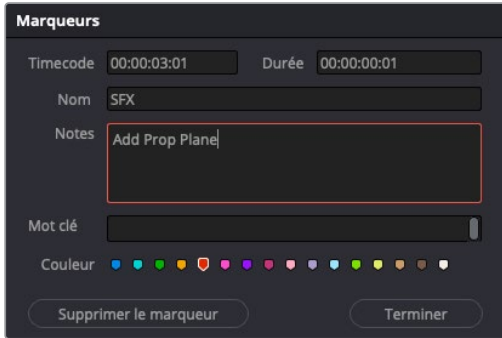 Marqueurs
Timecode 00:00:03:01 Durée 00:00:00:01
Nom SFX
Notes Add Prop Plane
Mot clé
Couleur
Supprimer le marqueur Terminer